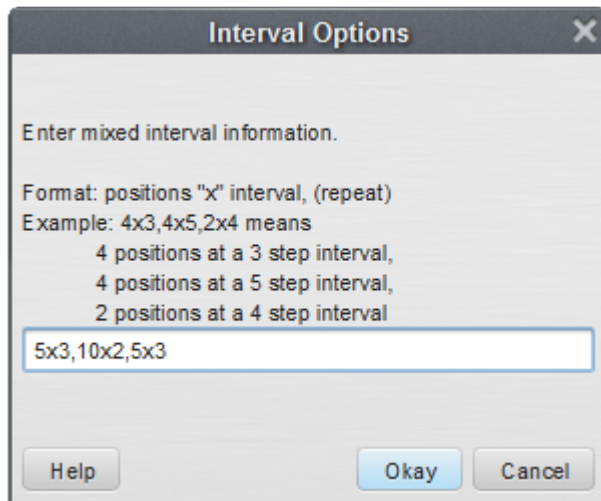 Interval Options
Enter mixed interval information.
Format: positions "x" interval, (repeat)
Example: 4x3,4x5,2x4 means
4 positions at a 3 step interval,
4 positions at a 5 step interval,
2 positions at a 4 step interval
5x3,10x2,5x3
Help Okay Cancel